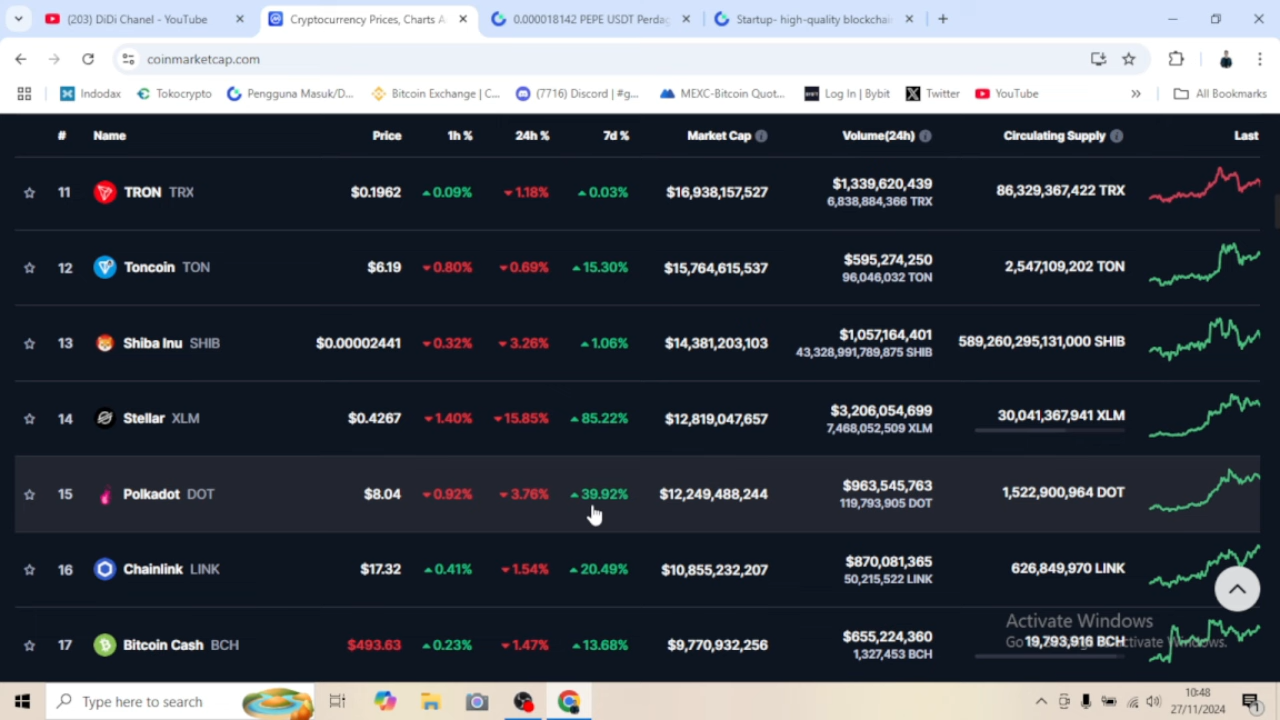 (203) DiDi Chanel - YouTube
Cryptocurrency Prices, Charts A
0.000018142 PEPE USDT Perdag
Startup- high-quality blockchai
coinmarketcap.com
Indodax
Tokocrypto
Pengguna Masuk/D...
Bitcoin Exchange | C...
(7716) Discord | #g...
MEXC-Bitcoin Quot...
Log In | Bybit
Twitter
YouTube
All Bookmarks
# Name Price 1h % 24h % 7d % Market Cap Volume(24h) Circulating Supply Last
11 TRON TRX $0.1962 0.09% 1.18% 0.03% $16,938,157,527 $1,339,620,439 86,329,367,422 TRX
6,838,884,366 TRX
12 Toncoin TON $6.19 0.80% 0.69% 15.30% $15,764,615,537 $595,274,250 2,547,109,202 TON
96,046,032 TON
13 Shiba Inu SHIB $0.00002441 0.32% 3.26% 1.06% $14,381,203,103 $1,057,164,401 589,260,295,131,000 SHIB
43,328,991,789,875 SHIB
14 Stellar XLM $0.4267 1.40% 15.85% 85.22% $12,819,047,657 $3,206,054,699 30,041,367,941 XLM
7,468,052,509 XLM
15 Polkadot DOT $8.04 0.92% 3.76% 39.92% $12,249,488,244 $963,545,763 1,522,900,964 DOT
119,793,905 DOT
16 Chainlink LINK $17.32 0.41% 1.54% 20.49% $10,855,232,207 $870,081,365 626,849,970 LINK
50,215,522 LINK
17 Bitcoin Cash BCH $493.63 0.23% 1.47% 13.68% $9,770,932,256 $655,224,360 19,793,916 BCH
1,327,453 BCH
Activate Windows
Go
Windows.
Type here to search
10:48
27/11/2024
1